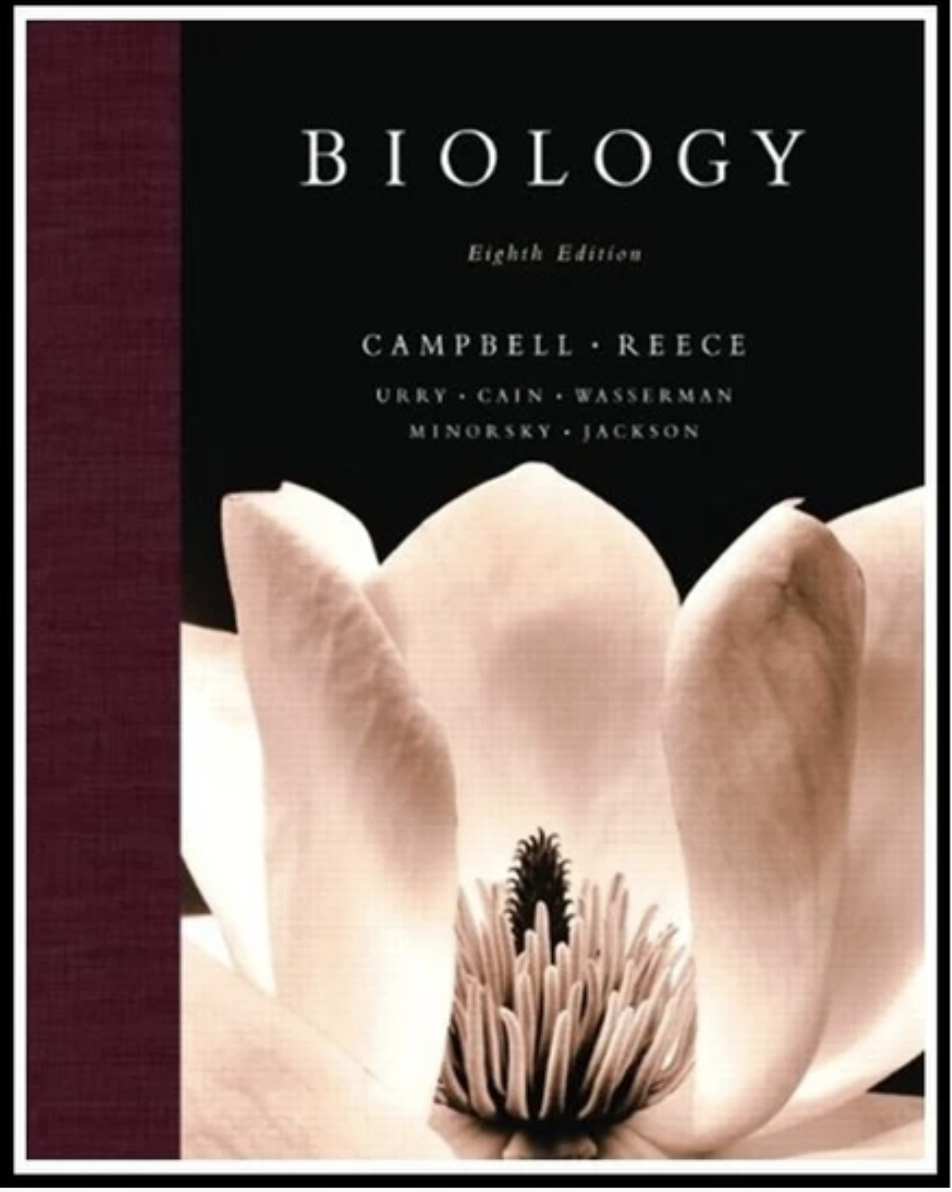 BIOLOGY
Eighth Edition
CAMPBELL • REECE
URRY • CAIN • WASSERMAN
MINORSKY • JACKSON